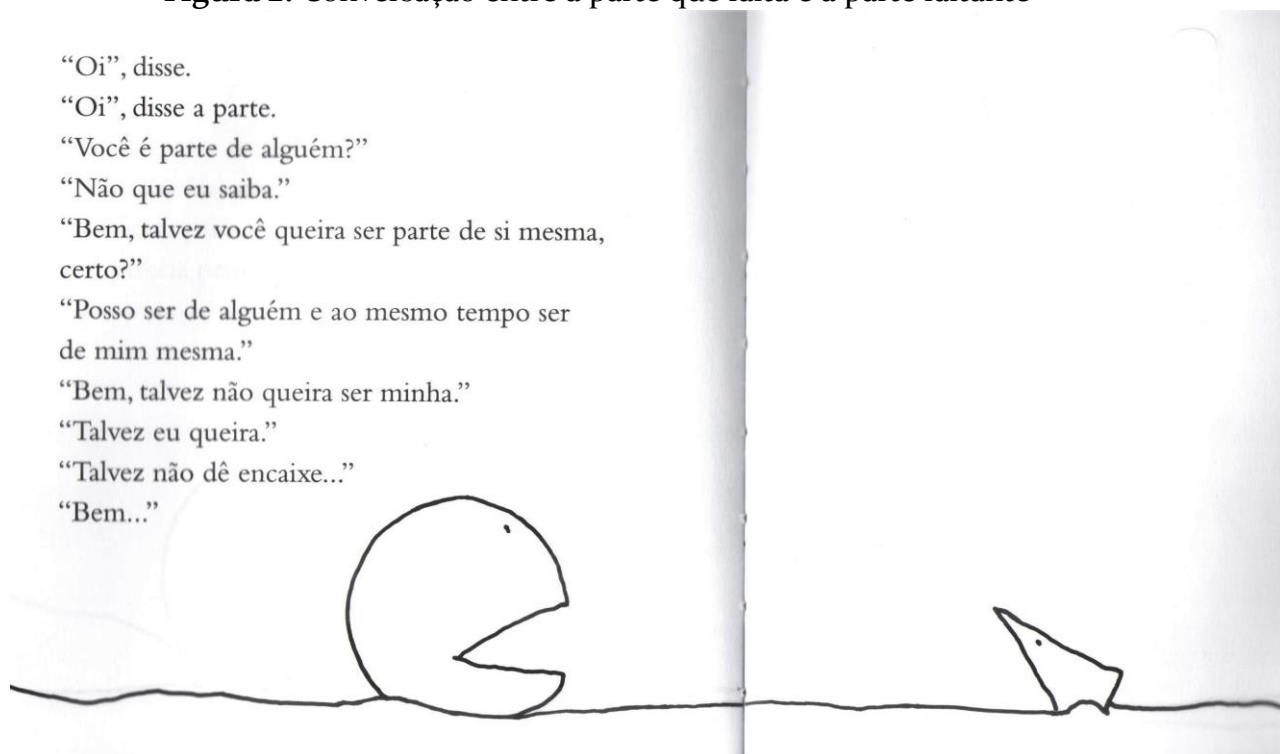 Figura Conversação entre a parte que falta e a parte faltante
“Oi”, disse.
“Oi”, disse a parte.
“Você é parte de alguém?”
“Não que eu saiba.”
“Bem, talvez você queira ser parte de si mesma,
certo?”
“Posso ser de alguém e ao mesmo tempo ser
de mim mesma.”
“Bem, talvez não queira ser minha.”
“Talvez eu queira.”
“Talvez não dê encaixe...”
“Bem...”